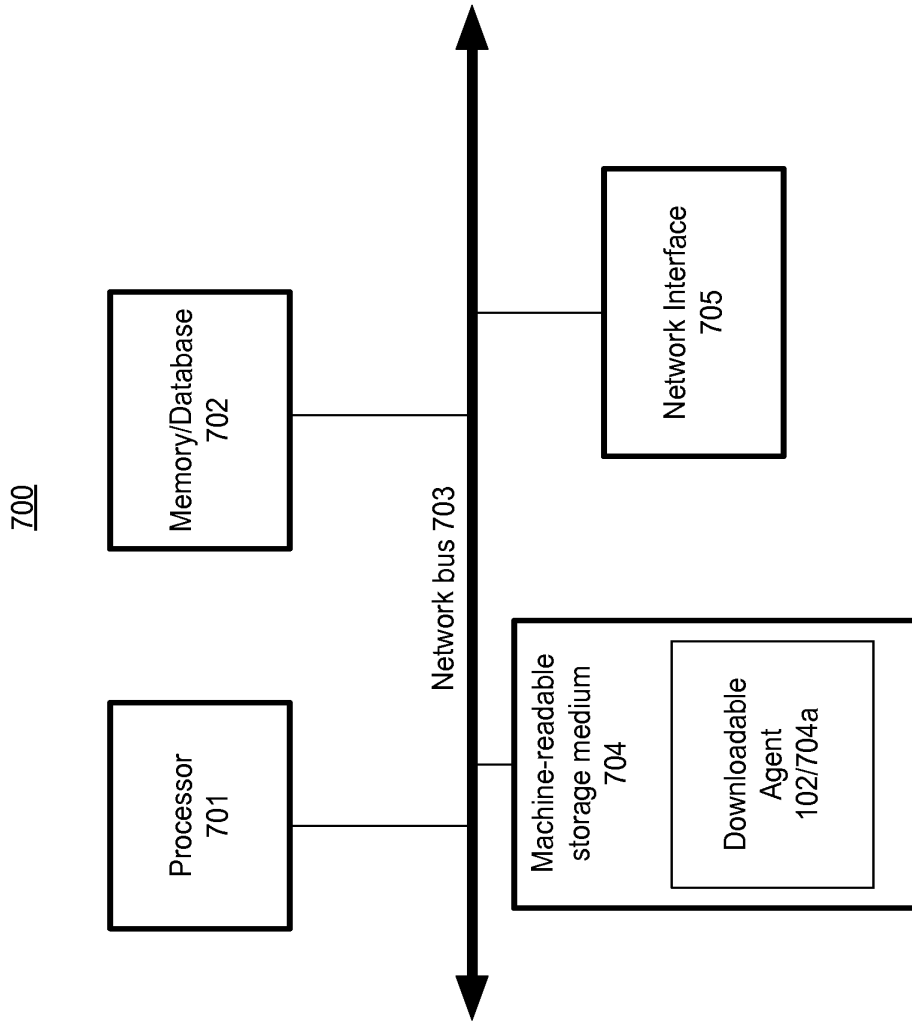 700
Processor
701
Memory/Database
702
Network bus 703
Machine-readable
storage medium
704
Downloadable
Agent
102/704a
Network Interface
705